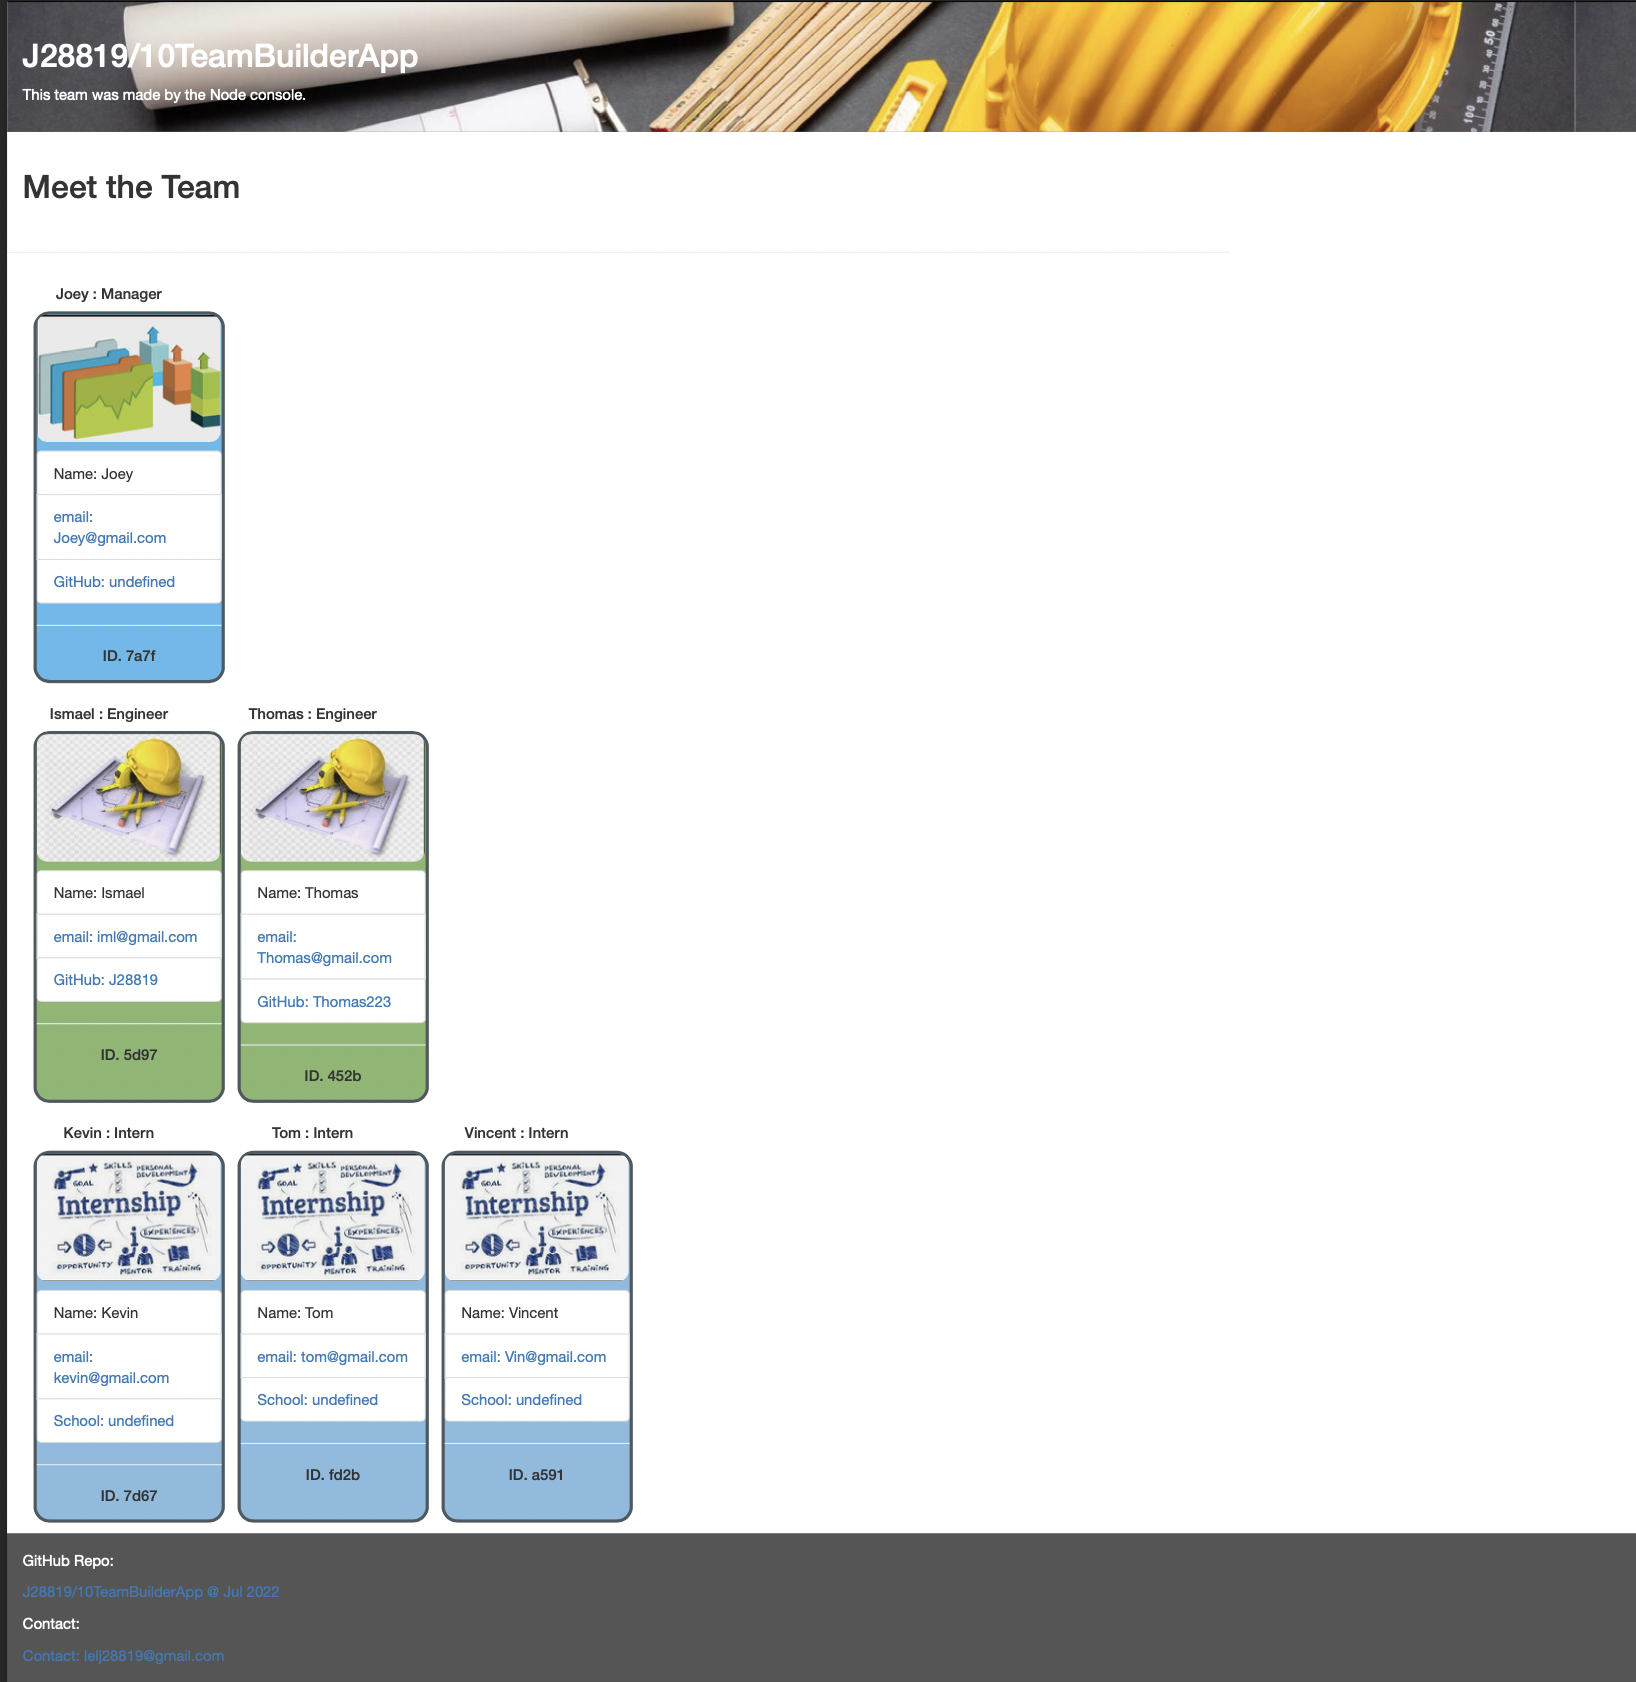 J28819/10TeamBuilderApp
This team was made by the Node console.
50
100
Meet the Team
Joey : Manager
Name: Joey
email:
Joey@gmail.com
GitHub: undefined
ID. 7a7f
Ismael : Engineer
Name: Ismael
email: iml@gmail.com
GitHub: J28819
ID. 5d97
Thomas : Engineer
Name: Thomas
email:
Thomas@gmail.com
GitHub: Thomas223
ID. 452b
Kevin : Intern
SKILLS
PERSONAL
DEVELOPMENT
GOAL
Internship
EXPERIENCES
OPPORTUNITY
MENTOR
TRAINING
Name: Kevin
email:
kevin@gmail.com
School: undefined
ID. 7d67
Tom : Intern
SKILLS
PERSONAL
DEVELOPMENT
GOAL
Internship
EXPERIENCES
OPPORTUNITY
MENTOR
TRAINING
Name: Tom
email: tom@gmail.com
School: undefined
ID. fd2b
Vincent : Intern
SKILLS
PERSONAL
DEVELOPMENT
GOAL
Internship
EXPERIENCES
OPPORTUNITY
MENTOR
TRAINING
Name: Vincent
email: Vin@gmail.com
School: undefined
ID. a591
GitHub Repo:
J28819/10TeamBuilderApp @ Jul 2022
Contact:
Contact: lelj28819@gmail.com